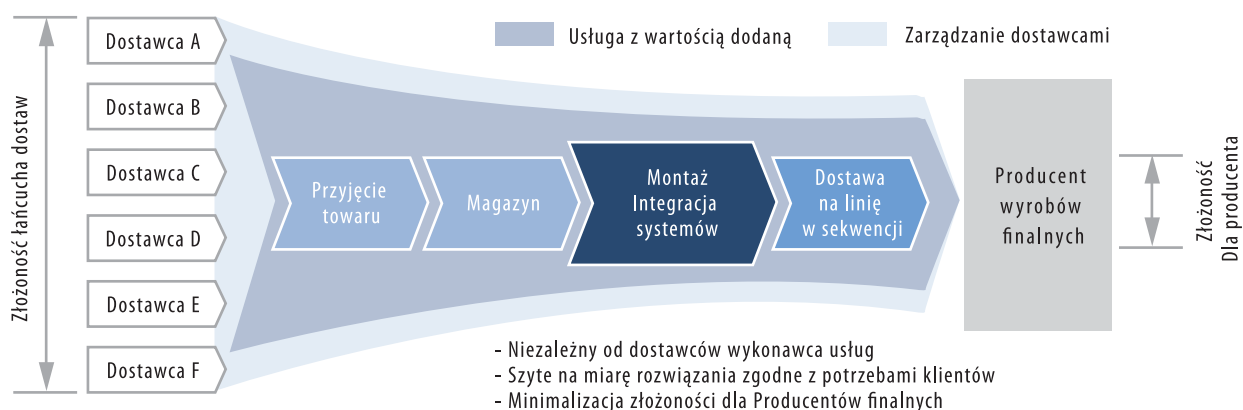 Złożoność łańcucha dostaw
Dostawca A
Dostawca B
Dostawca C
Dostawca D
Dostawca E
Dostawca F
Usługa z wartością dodaną
Zarządzanie dostawcami
Przyjęcie
towaru
Magazyn
Montaż
Integracja
systemów
Dostawa
na linię
w sekwencji
Producent
wyrobów
finalnych
Złożoność
Dla producenta
- Niezależny od dostawców wykonawca usług
- Szyte na miarę rozwiązania zgodne z potrzebami klientów
- Minimalizacja złożoności dla Producentów finalnych